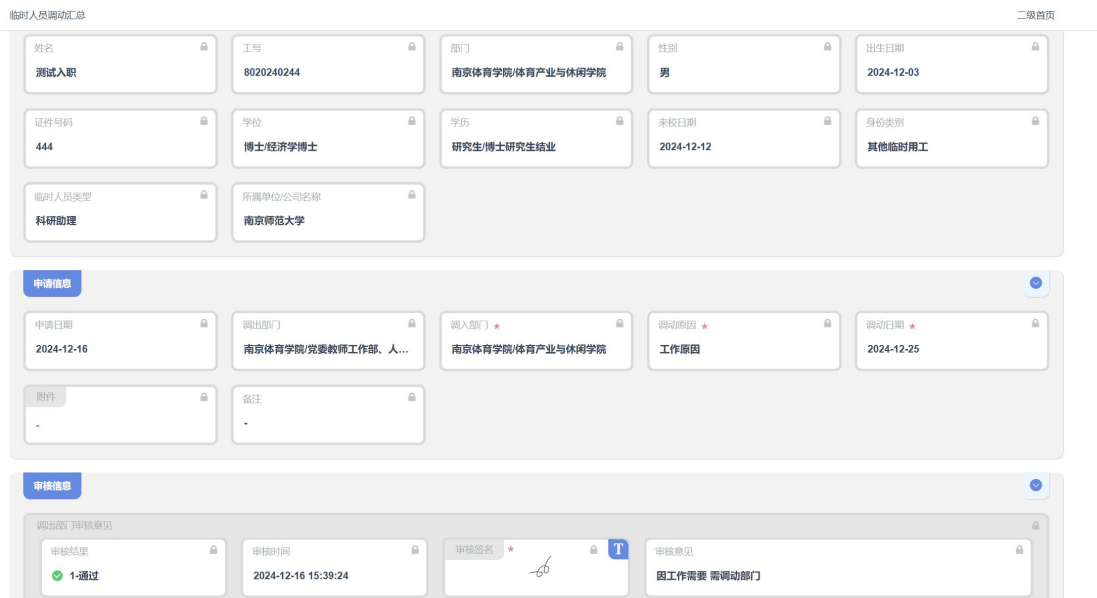 临时人员调动汇总 二级首页
姓名 工号 部门 性别 出生日期
测试入职 8020240244 南京体育学院/体育产业与休闲学院 男 2024-12-03
证件号码 学位 学历 来校日期 身份类别
444 博士/经济学博士 研究生/博士研究生结业 2024-12-12 其他临时用工
临时人员类型 所属单位/公司名称
科研助理 南京师范大学
申请信息
申请日期 调出部门 调入部门 * 调动原因 * 调动日期 *
2024-12-16 南京体育学院/党委教师工作部、人... 南京体育学院/体育产业与休闲学院 工作原因 2024-12-25
附件 备注
- -
审核信息
调出部门审核意见
审核结果 审核时间 审核签名 * T 审核意见
1-通过 2024-12-16 15:39:24 因工作需要 需调动部门